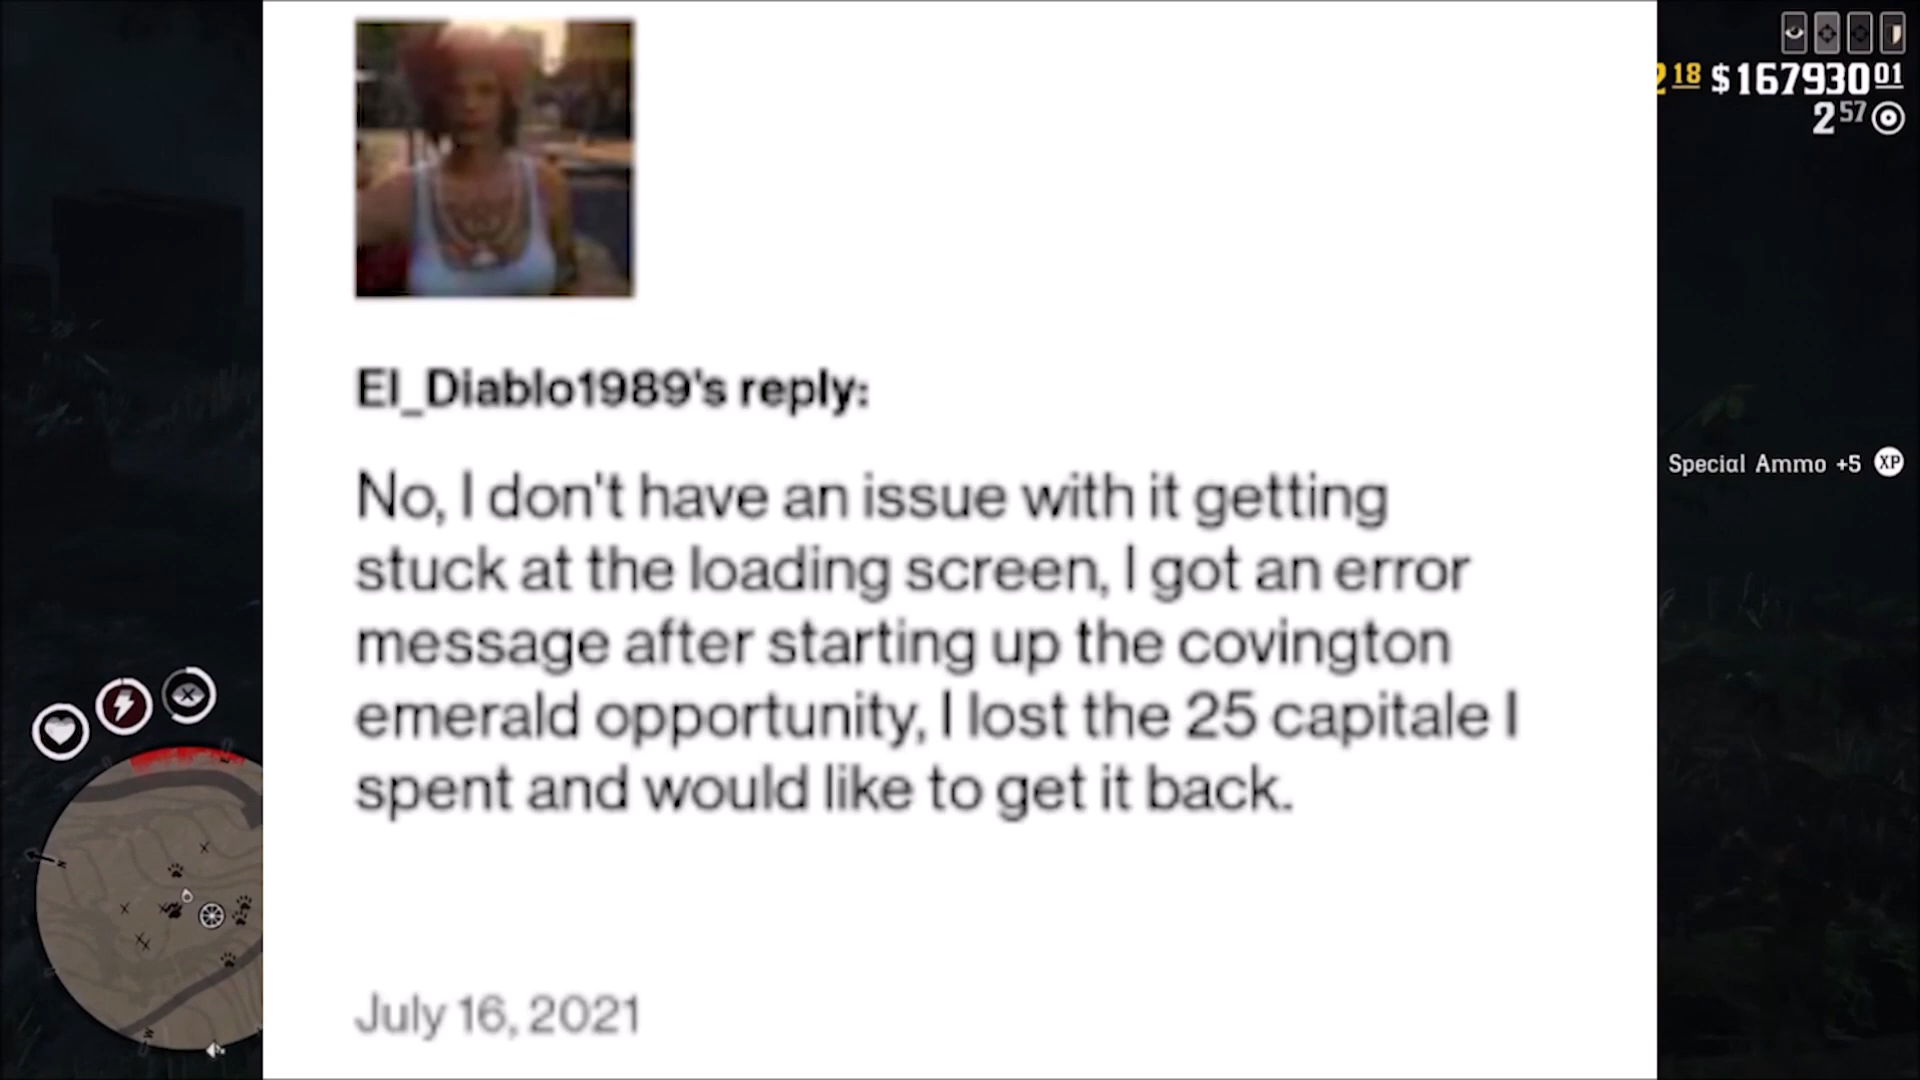 18 $16793001
2 57
El_Diablo1989's reply:
No, I don't have an issue with it getting
stuck at the loading screen, I got an error
message after starting up the covington
emerald opportunity, I lost the 25 capitale I
spent and would like to get it back.
Special Ammo +5 XP
July 16, 2021